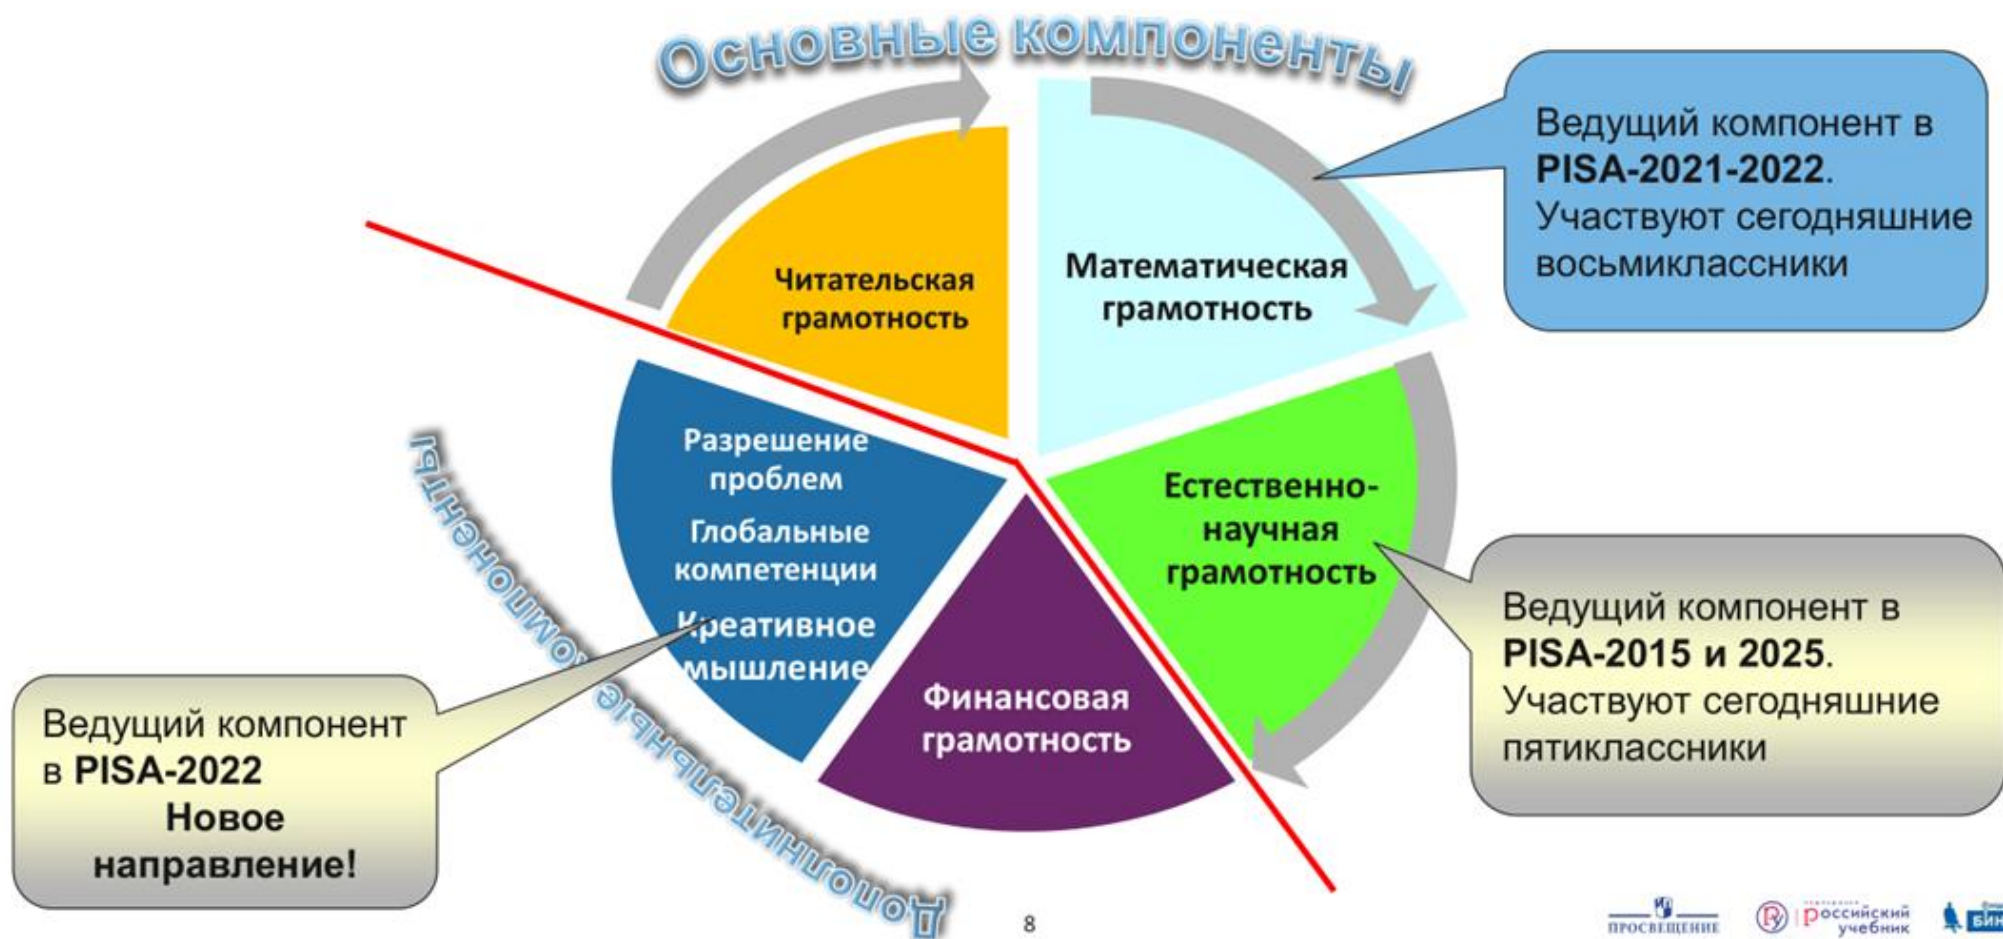 Основные компоненты
Ведущий компонент в
PISA-2021-2022.
Участвуют сегодняшние
восьмиклассники
Читательская
грамотность
Математическая
грамотность
Разрешение
проблем
Глобальные
компетенции
Креативное
мышление
Естественно-
научная
грамотность
Финансовая
грамотность
Дополнительные компоненты
Ведущий компонент в
PISA-2015 и 2025.
Участвуют сегодняшние
пятиклассники
Ведущий компонент
в PISA-2022
Новое
направление!
8
ПРОСВЕЩЕНИЕ
российский
учебник